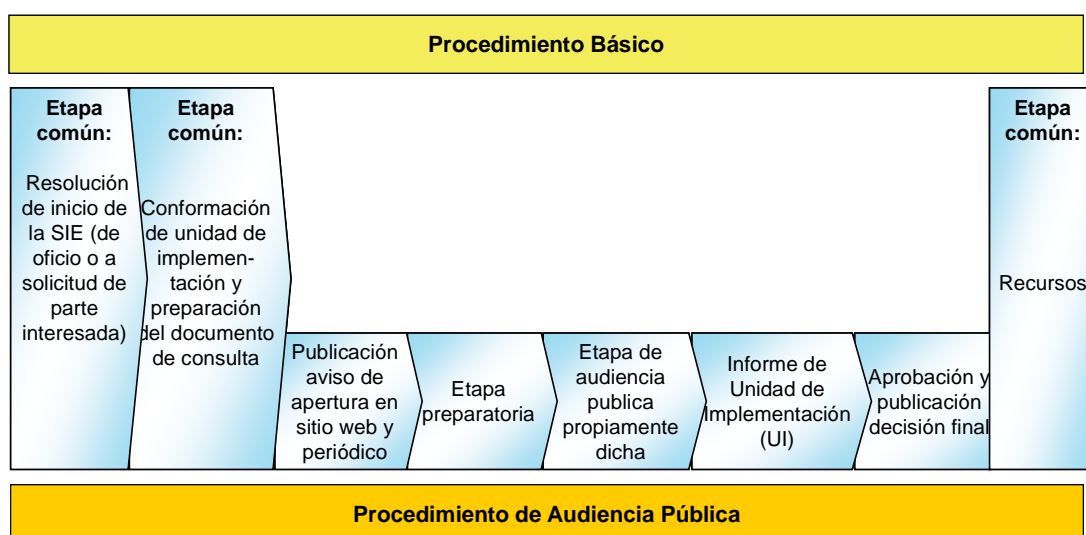 Procedimiento Básico
Etapa
común:
Resolución
de inicio de
la SIE (de
oficio o a
solicitud de
parte
interesada)
Etapa
común:
Conformación
de unidad de
implemen-
tación y
preparación
del documento
de consulta
Publicación
aviso de
apertura en
sitio web y
periódico
Etapa
preparatoria
Etapa de
audiencia
publica
propiamente
dicha
Informe de
Unidad de
Implementación
(UI)
Aprobación y
publicación
decisión final
Etapa
común:
Recursos
Procedimiento de Audiencia Pública